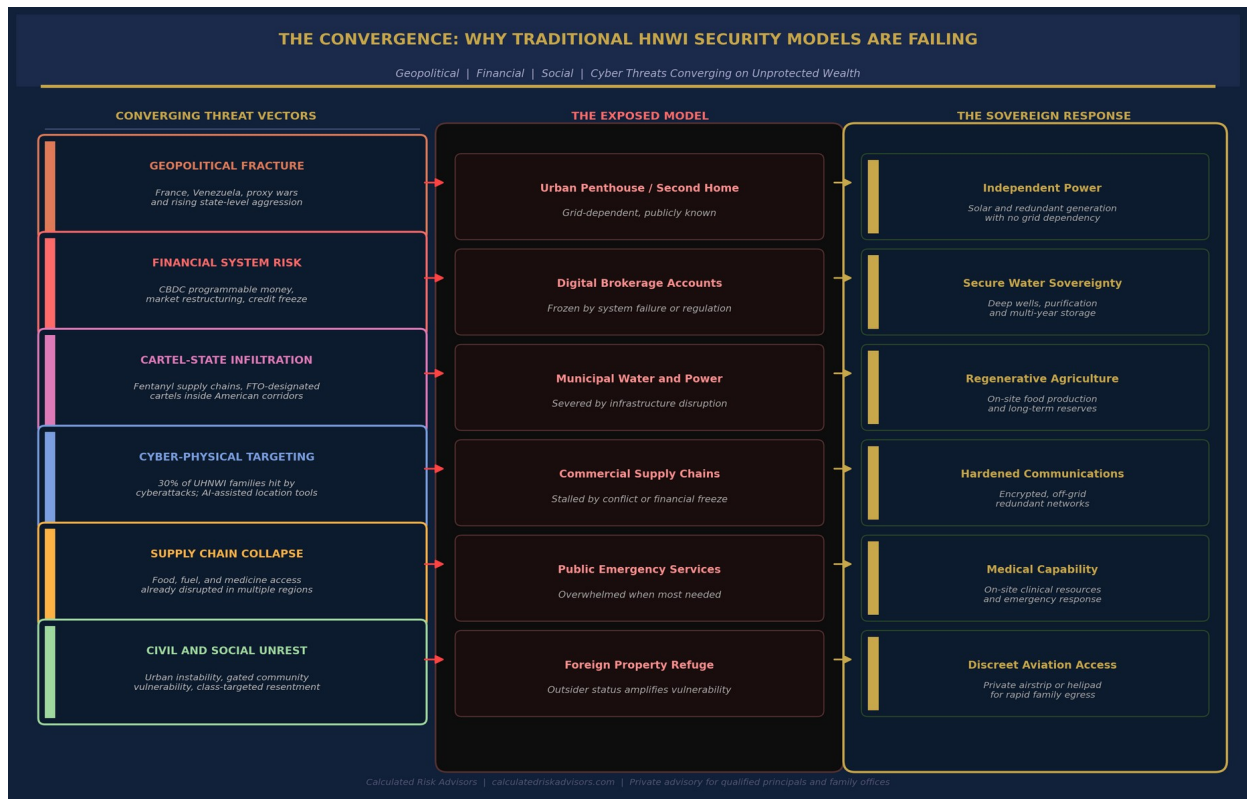 THE CONVERGENCE: WHY TRADITIONAL HNWI SECURITY MODELS ARE FAILING
Geopolitical | Financial | Social | Cyber Threats Converging on Unprotected Wealth
CONVERGING THREAT VECTORS
GEOPOLITICAL FRACTURE
France, Venezuela, proxy wars
and rising state-level aggression
FINANCIAL SYSTEM RISK
CBDC programmable money,
market restructuring, credit freeze
CARTEL-STATE INFILTRATION
Fentanyl supply chains, FTO-designated
cartels inside American corridors
CYBER-PHYSICAL TARGETING
30% of UHNWI families hit by
cyberattacks; AI-assisted location tools
SUPPLY CHAIN COLLAPSE
Food, fuel, and medicine access
already disrupted in multiple regions
CIVIL AND SOCIAL UNREST
Urban instability, gated community
vulnerability, class-targeted resentment
THE EXPOSED MODEL
Urban Penthouse / Second Home
Grid-dependent, publicly known
Digital Brokerage Accounts
Frozen by system failure or regulation
Municipal Water and Power
Severed by infrastructure disruption
Commercial Supply Chains
Stalled by conflict or financial freeze
Public Emergency Services
Overwhelmed when most needed
Foreign Property Refuge
Outsider status amplifies vulnerability
THE SOVEREIGN RESPONSE
Independent Power
Solar and redundant generation
with no grid dependency
Secure Water Sovereignty
Deep wells, purification
and multi-year storage
Regenerative Agriculture
On-site food production
and long-term reserves
Hardened Communications
Encrypted, off-grid
redundant networks
Medical Capability
On-site clinical resources
and emergency response
Discreet Aviation Access
Private airstrip or helipad
for rapid family egress
Calculated Risk Advisors | calculatedriskadvisors.com | Private advisory for qualified principals and family offices